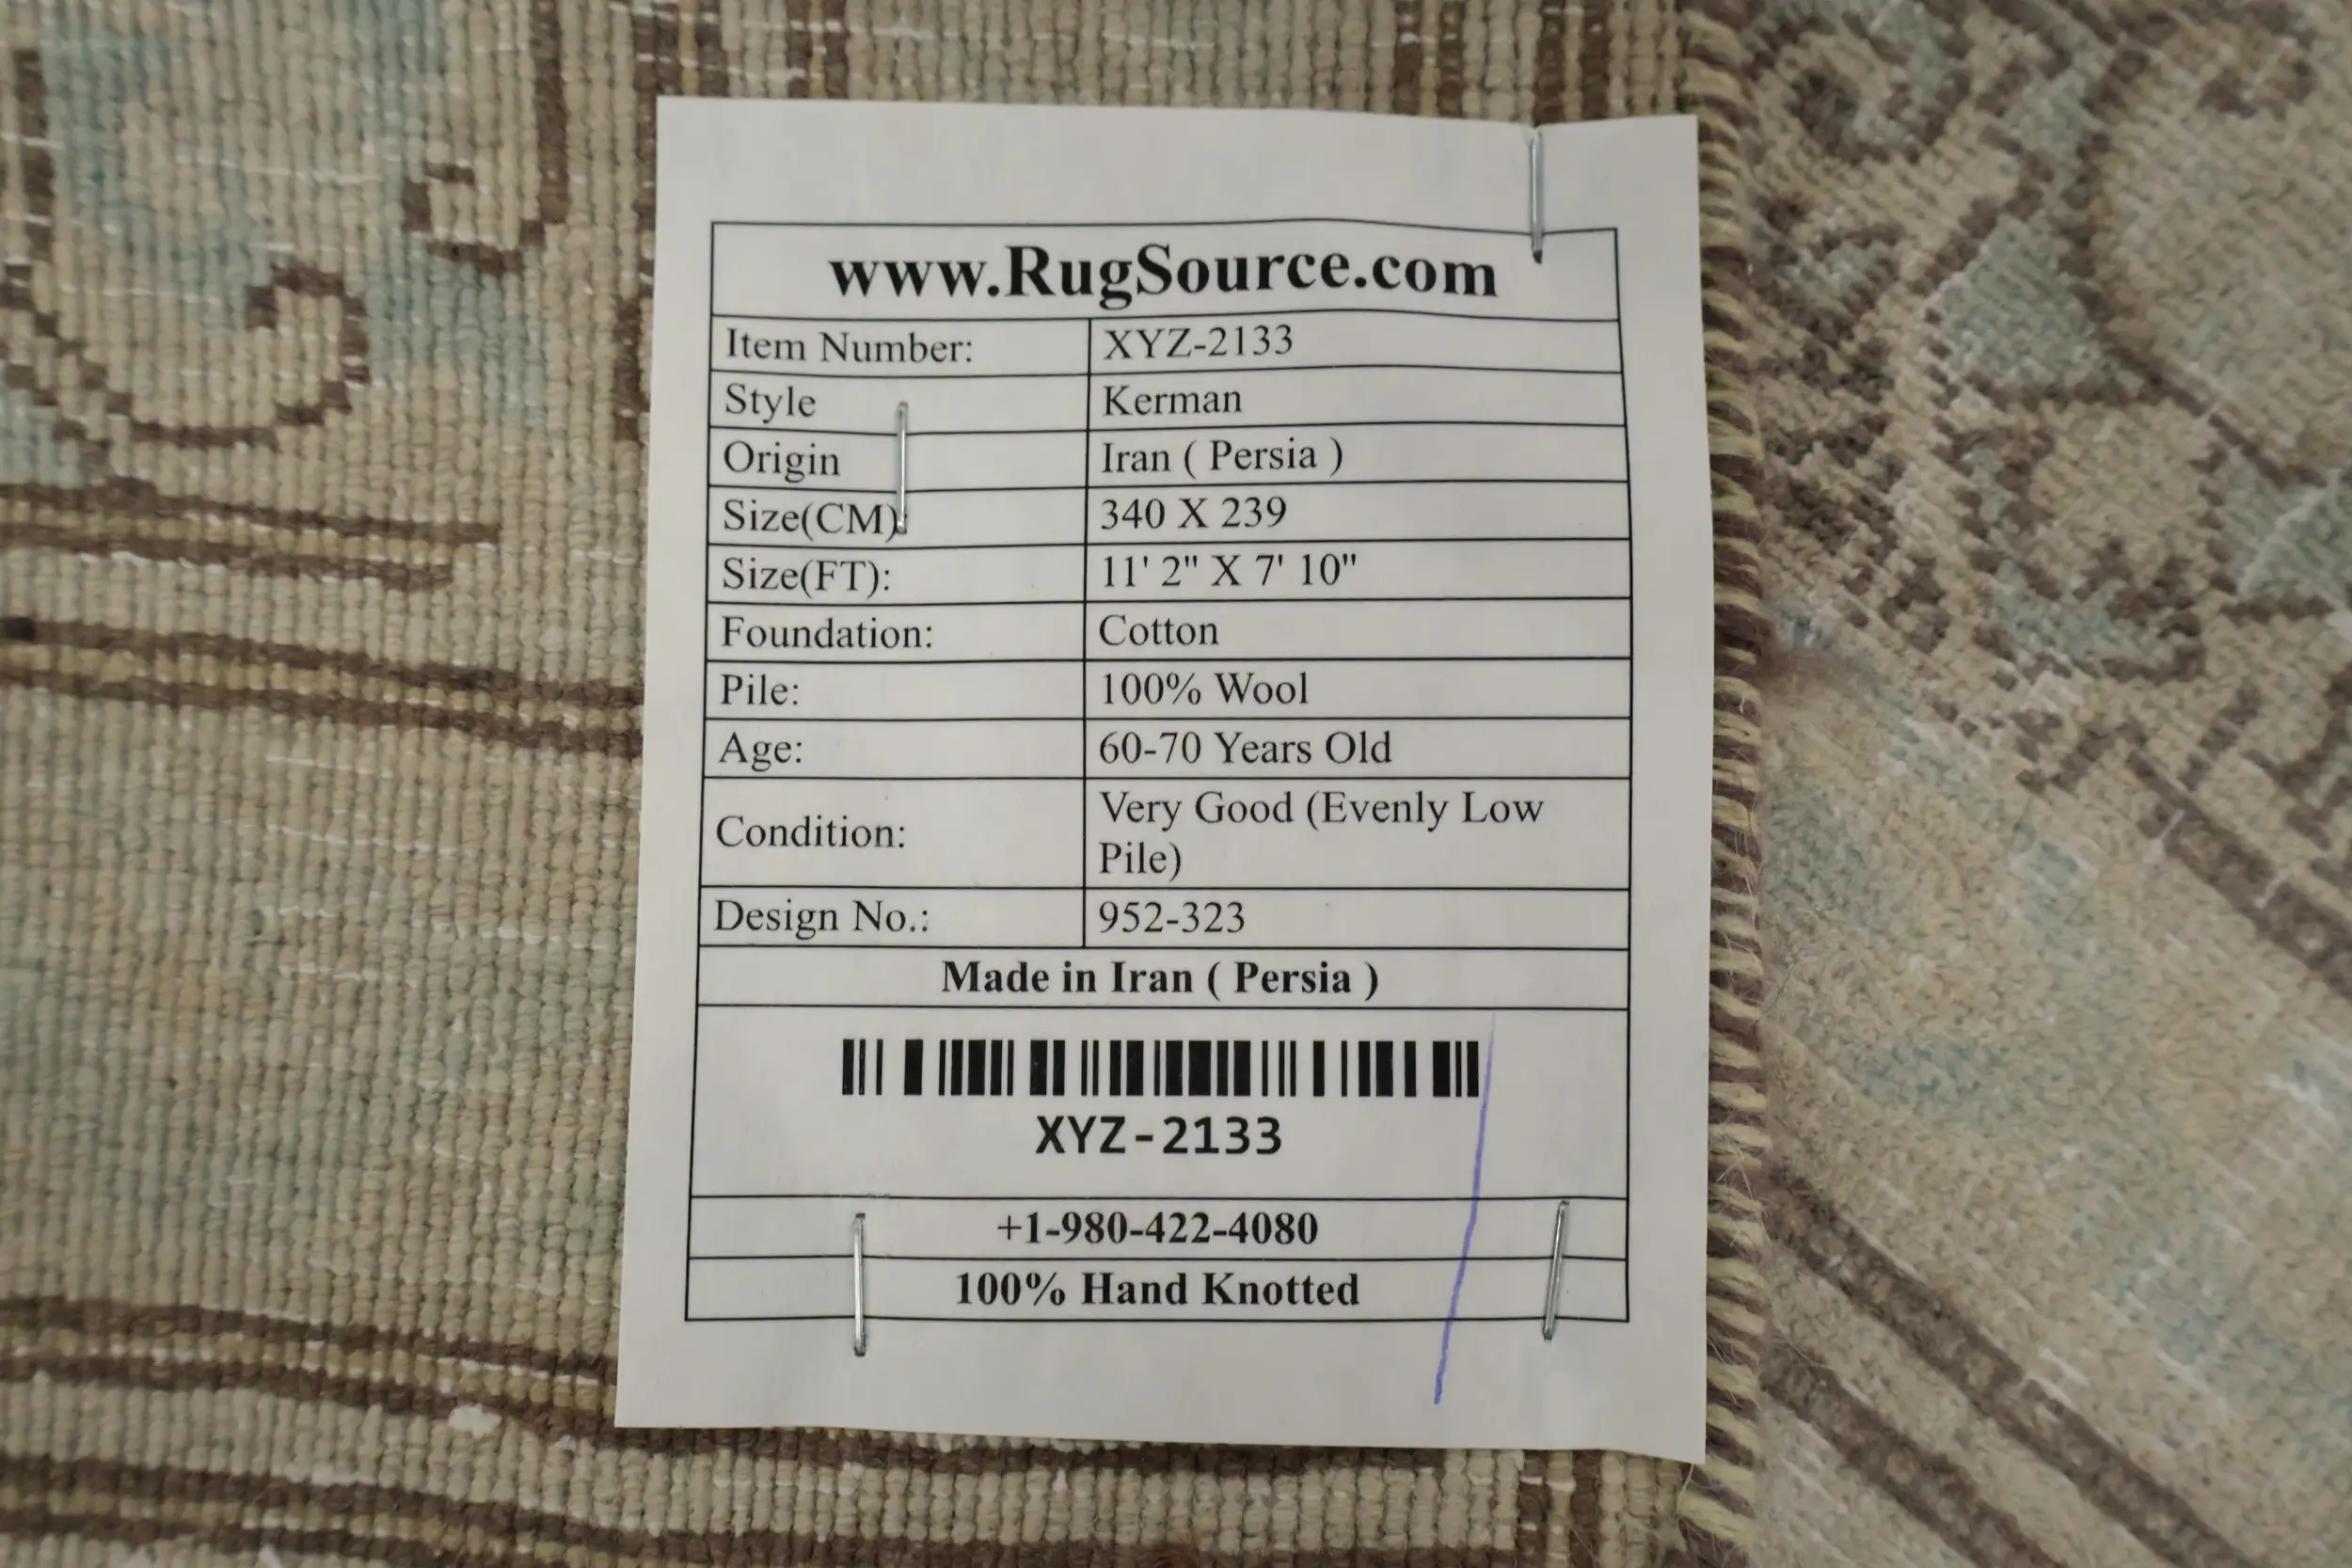 www.RugSource.com
Item Number: XYZ-2133
Style Kerman
Origin Iran ( Persia )
Size(CM): 340 X 239
Size(FT): 11' 2" X 7' 10"
Foundation: Cotton
Pile: 100% Wool
Age: 60-70 Years Old
Condition: Very Good (Evenly Low
Pile)
Design No.: 952-323
Made in Iran ( Persia )
XYZ-2133
+1-980-422-4080
100% Hand Knotted